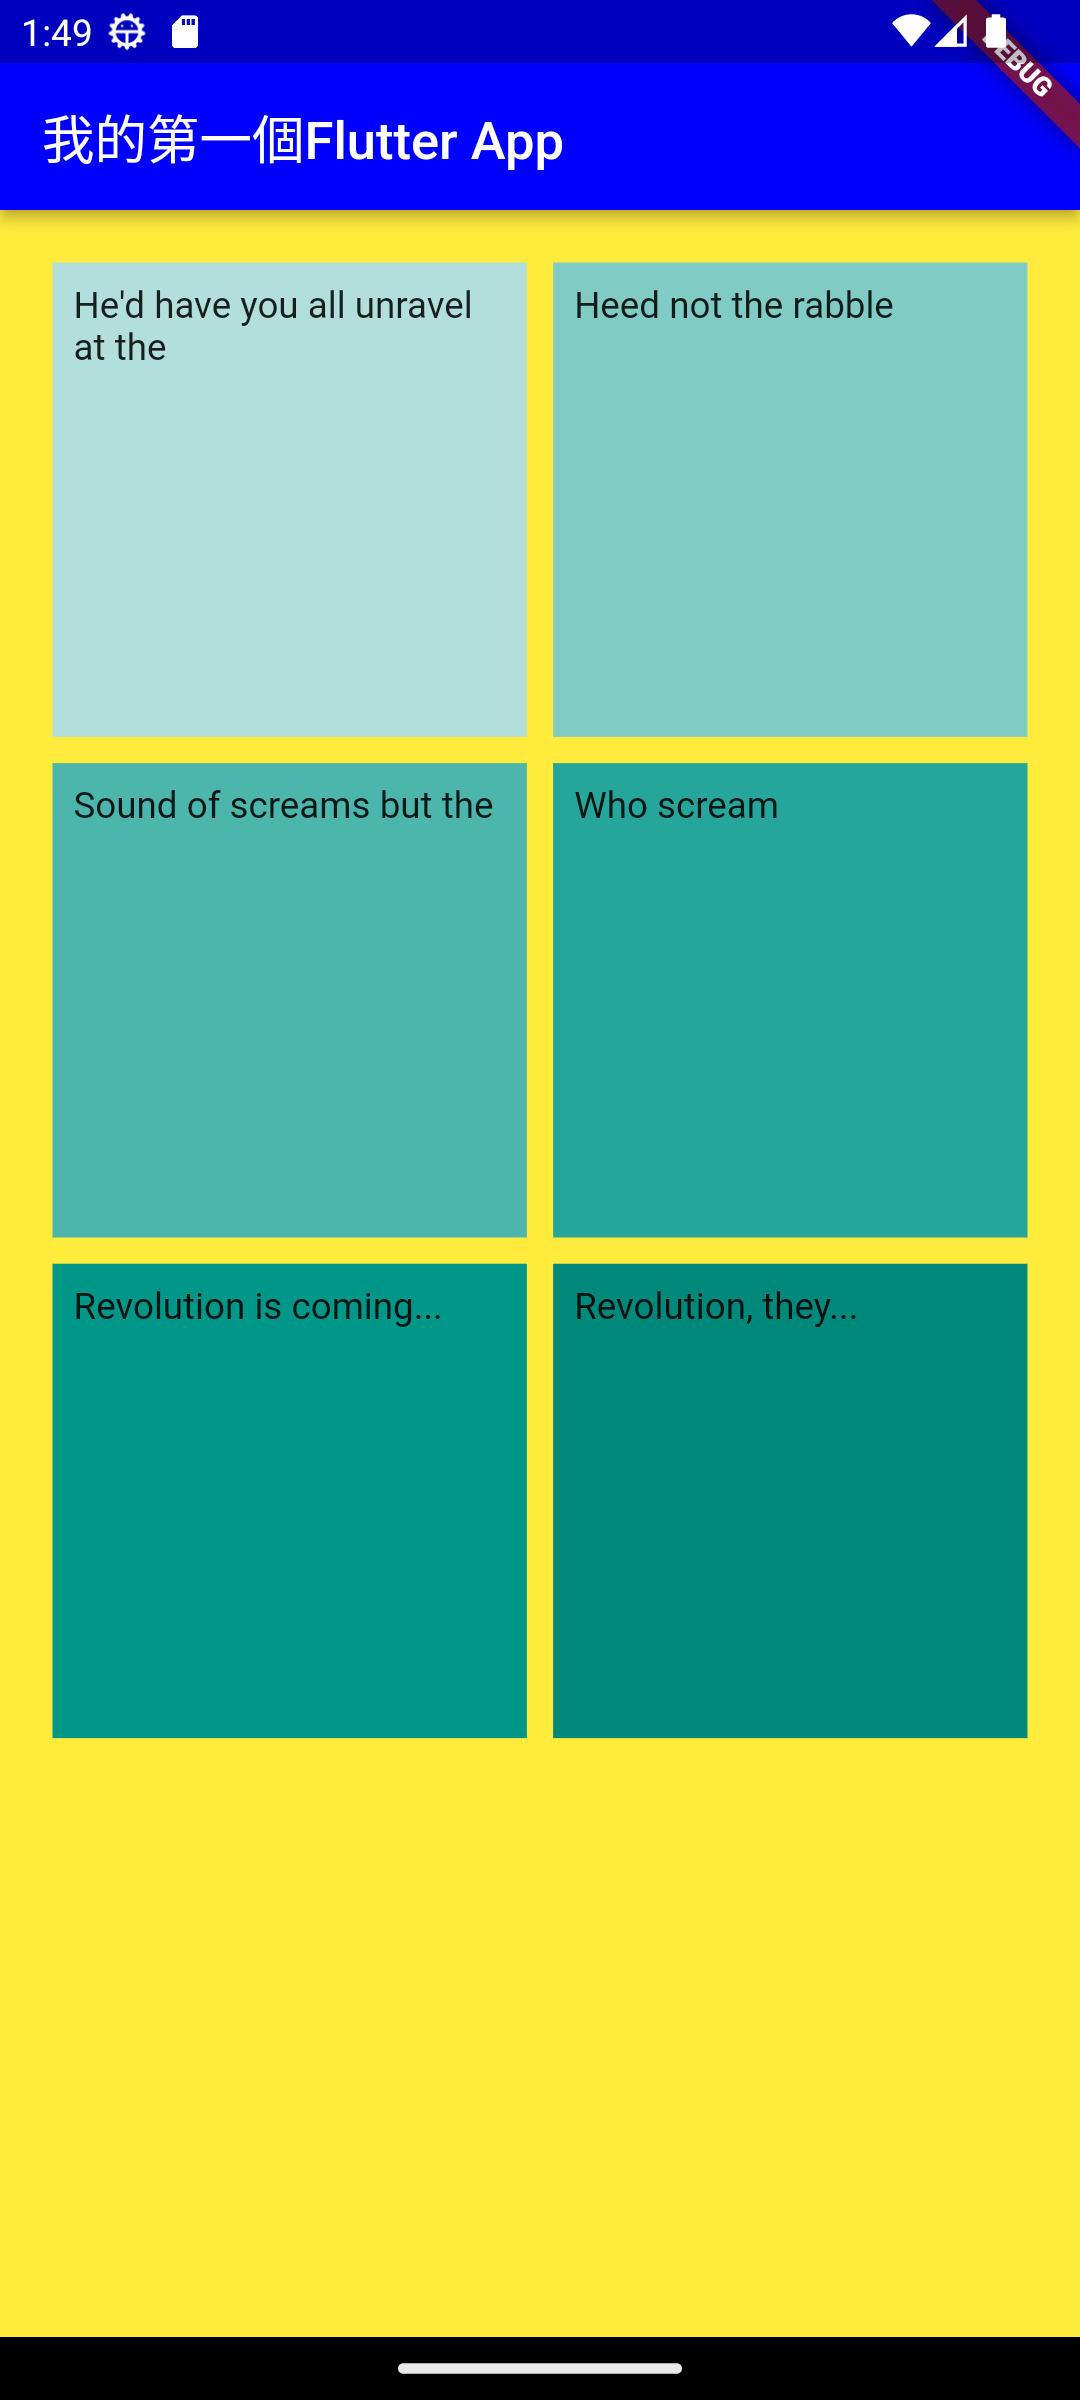 1:49
DEBUG
我的第一個Flutter App
He'd have you all unravel
at the
Heed not the rabble
Sound of screams but the
Who scream
Revolution is coming...
Revolution, they...